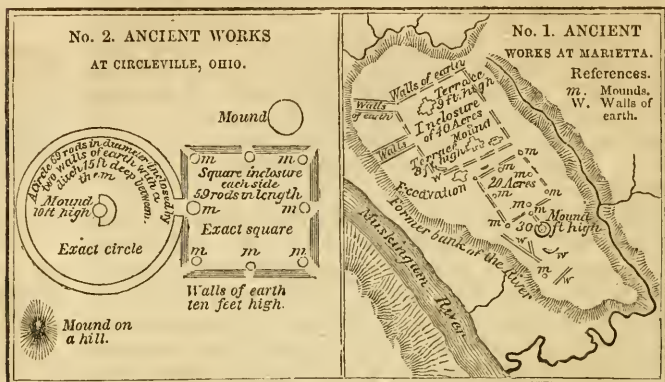 No. 2. ANCIENT WORKS
AT CIRCLEVILLE, OHIO.
Mound
A circle 69 rods in diameter inclosed by
two walls of earth with a
ditch 15 ft deep between
them
Mound
10 ft high
Exact circle
m m m
Square inclosure
each side
59 rods in length
m m
Exact square
m m m
Walls of earth
ten feet high.
Mound on
a hill.
No. 1. ANCIENT
WORKS AT MARIETTA.
References.
m. Mounds.
W. Walls of
earth.
Walls of earth
Walls
of earth
Terrace
9 ft. high
Inclosure
of 40 Acres
Walls
Mound
Terrace
8½ high
W
Excavation
m
20 Acres
m
m
m
m
Mound
30 ft high
w
w
m
m
Former bank of the River
Muskingum River